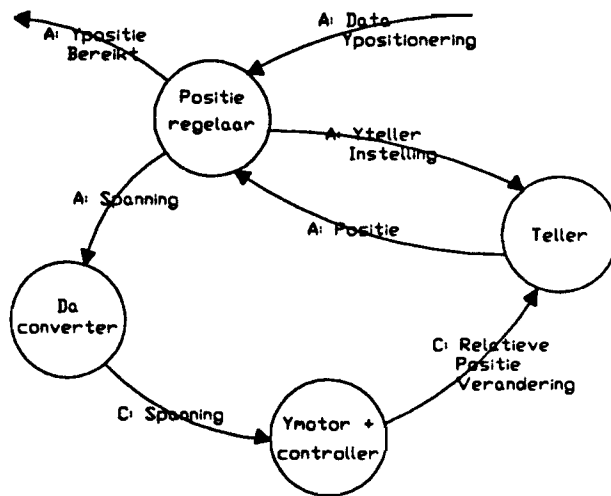 A: Ypositie
Bereikt
A: Data
Ypositionering
Positie
regelaar
A: Yteller
Instelling
A: Spanning
A: Positie
Teller
Da
converter
C: Relatieve
Positie
Verandering
C: Spanning
Ymotor +
controller